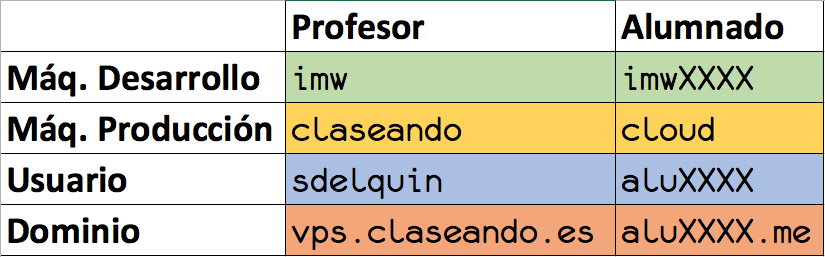 Profesor Alumnado
Máq. Desarrollo imw imwXXXX
Máq. Producción claseando cloud
Usuario sdelquin aluXXXX
Dominio vps.claseando.es aluXXXX.me